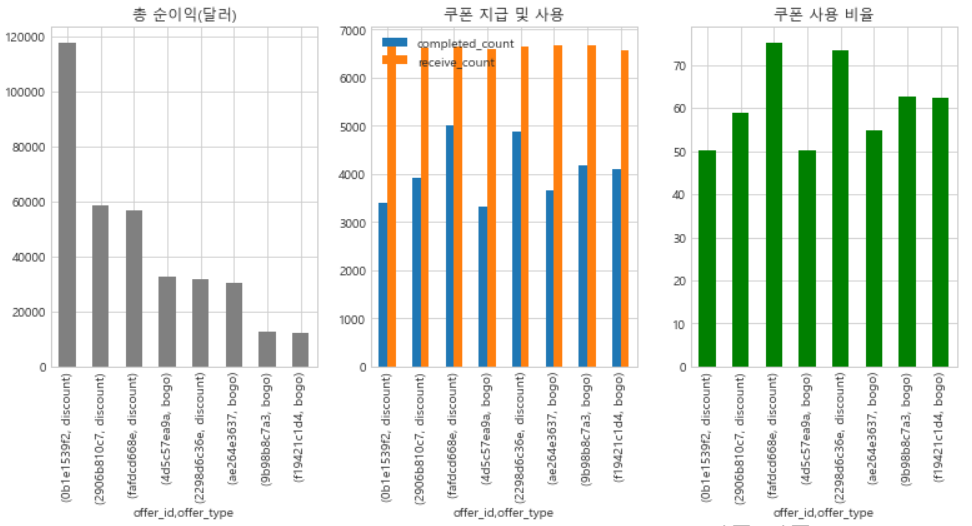 총 순이익(달러)
120000
100000
80000
60000
40000
20000
0
(0b1e1539f2, discount)
(2906b810c7, discount)
(fafdcd668e, discount)
(4d5c57ea9a, bogo)
(2298d6c36e, discount)
(ae264e3637, bogo)
(9b98b8c7a3, bogo)
(f19421c1d4, bogo)
offer_id,offer_type
쿠폰 지급 및 사용
completed_count
receive_count
7000
6000
5000
4000
3000
2000
1000
0
(0b1e1539f2, discount)
(2906b810c7, discount)
(fafdcd668e, discount)
(4d5c57ea9a, bogo)
(2298d6c36e, discount)
(ae264e3637, bogo)
(9b98b8c7a3, bogo)
(f19421c1d4, bogo)
offer_id,offer_type
쿠폰 사용 비율
70
60
50
40
30
20
10
0
(0b1e1539f2, discount)
(2906b810c7, discount)
(fafdcd668e, discount)
(4d5c57ea9a, bogo)
(2298d6c36e, discount)
(ae264e3637, bogo)
(9b98b8c7a3, bogo)
(f19421c1d4, bogo)
offer_id,offer_type